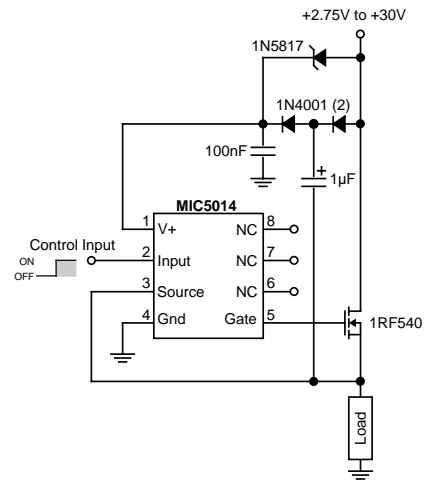 +2.75V to +30V
1N5817
1N4001 (2)
100nF
+
1µF
MIC5014
1 V+ NC 8
Control Input
ON
OFF
2 Input NC 7
3 Source NC 6
4 Gnd Gate 5
1RF540
Load